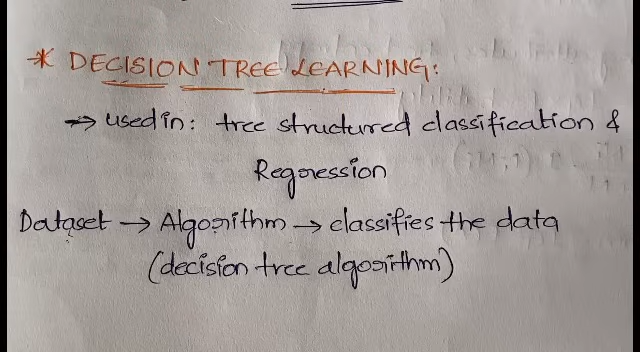 * DECISION TREE LEARNING:
→ used in: tree structured classification &
Regression
Dataset → Algorithm → classifies the data
(decision tree algorithm)